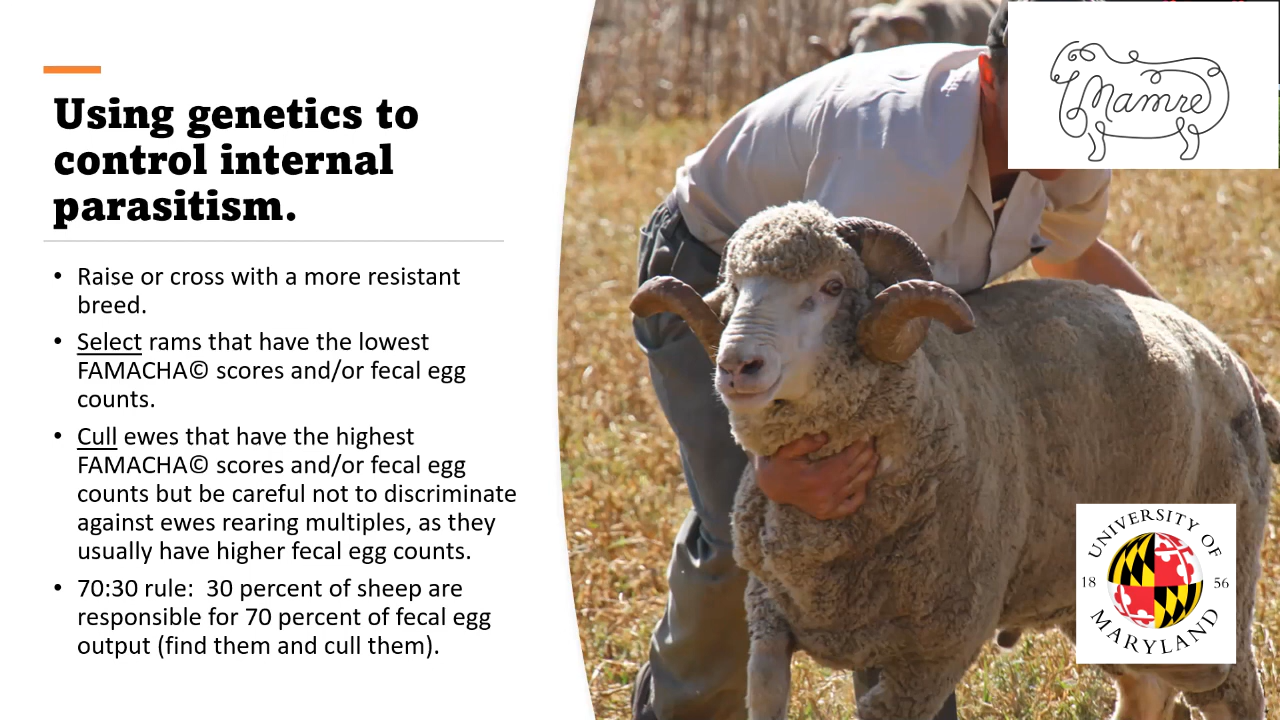 Using genetics to
control internal
parasitism.
• Raise or cross with a more resistant
breed.
• Select rams that have the lowest
FAMACHA© scores and/or fecal egg
counts.
• Cull ewes that have the highest
FAMACHA© scores and/or fecal egg
counts but be careful not to discriminate
against ewes rearing multiples, as they
usually have higher fecal egg counts.
• 70:30 rule:  30 percent of sheep are
responsible for 70 percent of fecal egg
output (find them and cull them).
Mamre
UNIVERSITY OF
18 56
MARYLAND